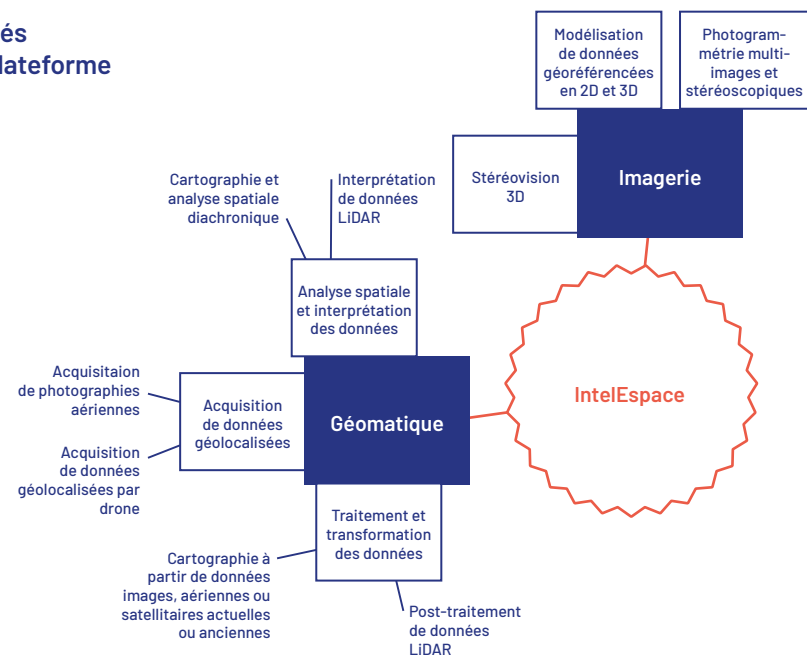 és
lateforme
Modélisation
de données
géoréférencées
en 2D et 3D
Photogram-
métrie multi-
images et
stéréoscopiques
Stéréovision
3D
Imagerie
Cartographie et
analyse spatiale
diachronique
Interprétation
de données
LiDAR
Analyse spatiale
et interprétation
des données
IntelEspace
Acquisitaion
de photographies
aériennes
Acquisition
de données
géolocalisées
Géomatique
Acquisition
de données
géolocalisées par
drone
Traitement et
transformation
des données
Cartographie à
partir de données
images, aériennes ou
satellitaires actuelles
ou anciennes
Post-traitement
de données
LiDAR